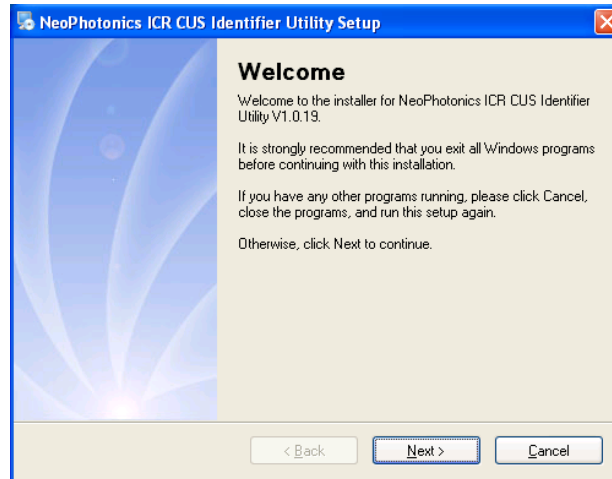 NeoPhotonics ICR CUS Identifier Utility Setup
Welcome
Welcome to the installer for NeoPhotonics ICR CUS Identifier
Utility V1.0.19.
It is strongly recommended that you exit all Windows programs
before continuing with this installation.
If you have any other programs running, please click Cancel,
close the programs, and run this setup again.
Otherwise, click Next to continue.
< Back Next > Cancel